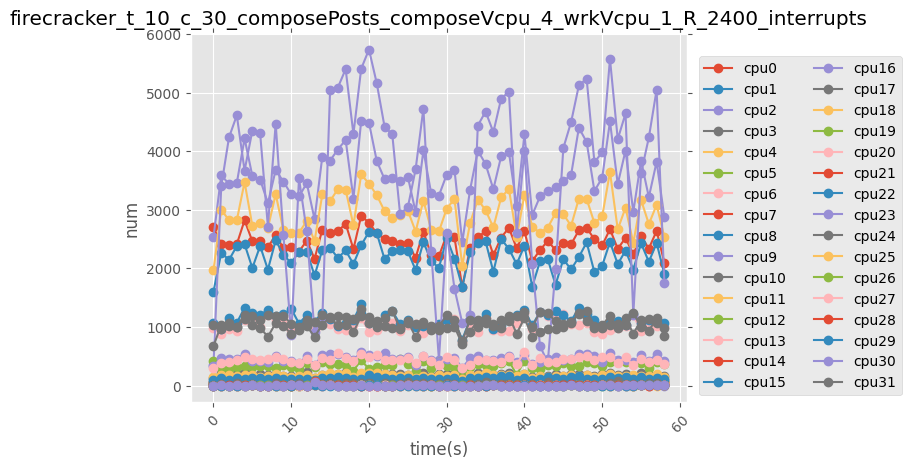 firecracker_t_10_c_30_composePosts_composeVcpu_4_wrkVcpu_1_R_2400_interrupts
6000
5000
4000
3000
2000
1000
0
num
0 10 20 30 40 50 60
time(s)
cpu0 cpu16
cpu1 cpu17
cpu2 cpu18
cpu3 cpu19
cpu4 cpu20
cpu5 cpu21
cpu6 cpu22
cpu7 cpu23
cpu8 cpu24
cpu9 cpu25
cpu10 cpu26
cpu11 cpu27
cpu12 cpu28
cpu13 cpu29
cpu14 cpu30
cpu15 cpu31